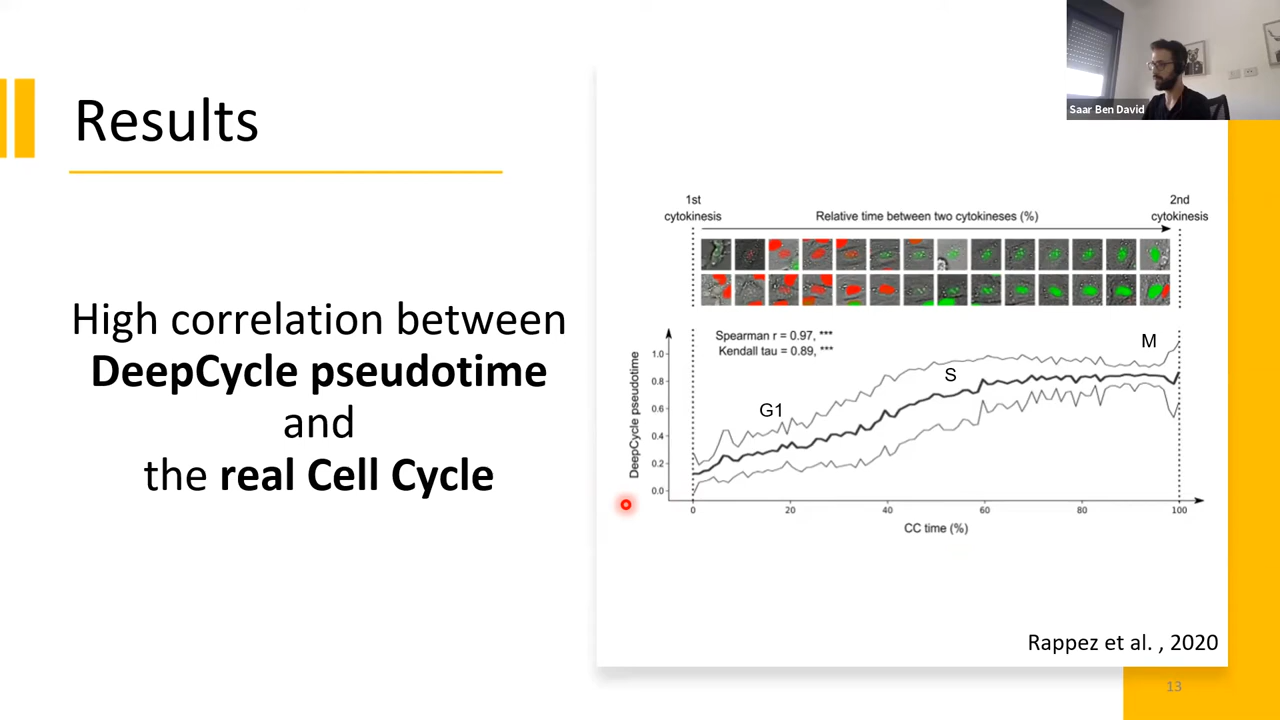 Saar Ben David
Results
High correlation between
DeepCycle pseudotime
and
the real Cell Cycle
1st
cytokinesis
Relative time between two cytokineses (%)
2nd
cytokinesis
Spearman r = 0.97, ***
Kendall tau = 0.89, ***
M
S
G1
DeepCycle pseudotime
1.0
0.8
0.6
0.4
0.2
0.0
0 20 40 60 80 100
CC time (%)
Rappez et al. , 2020
13